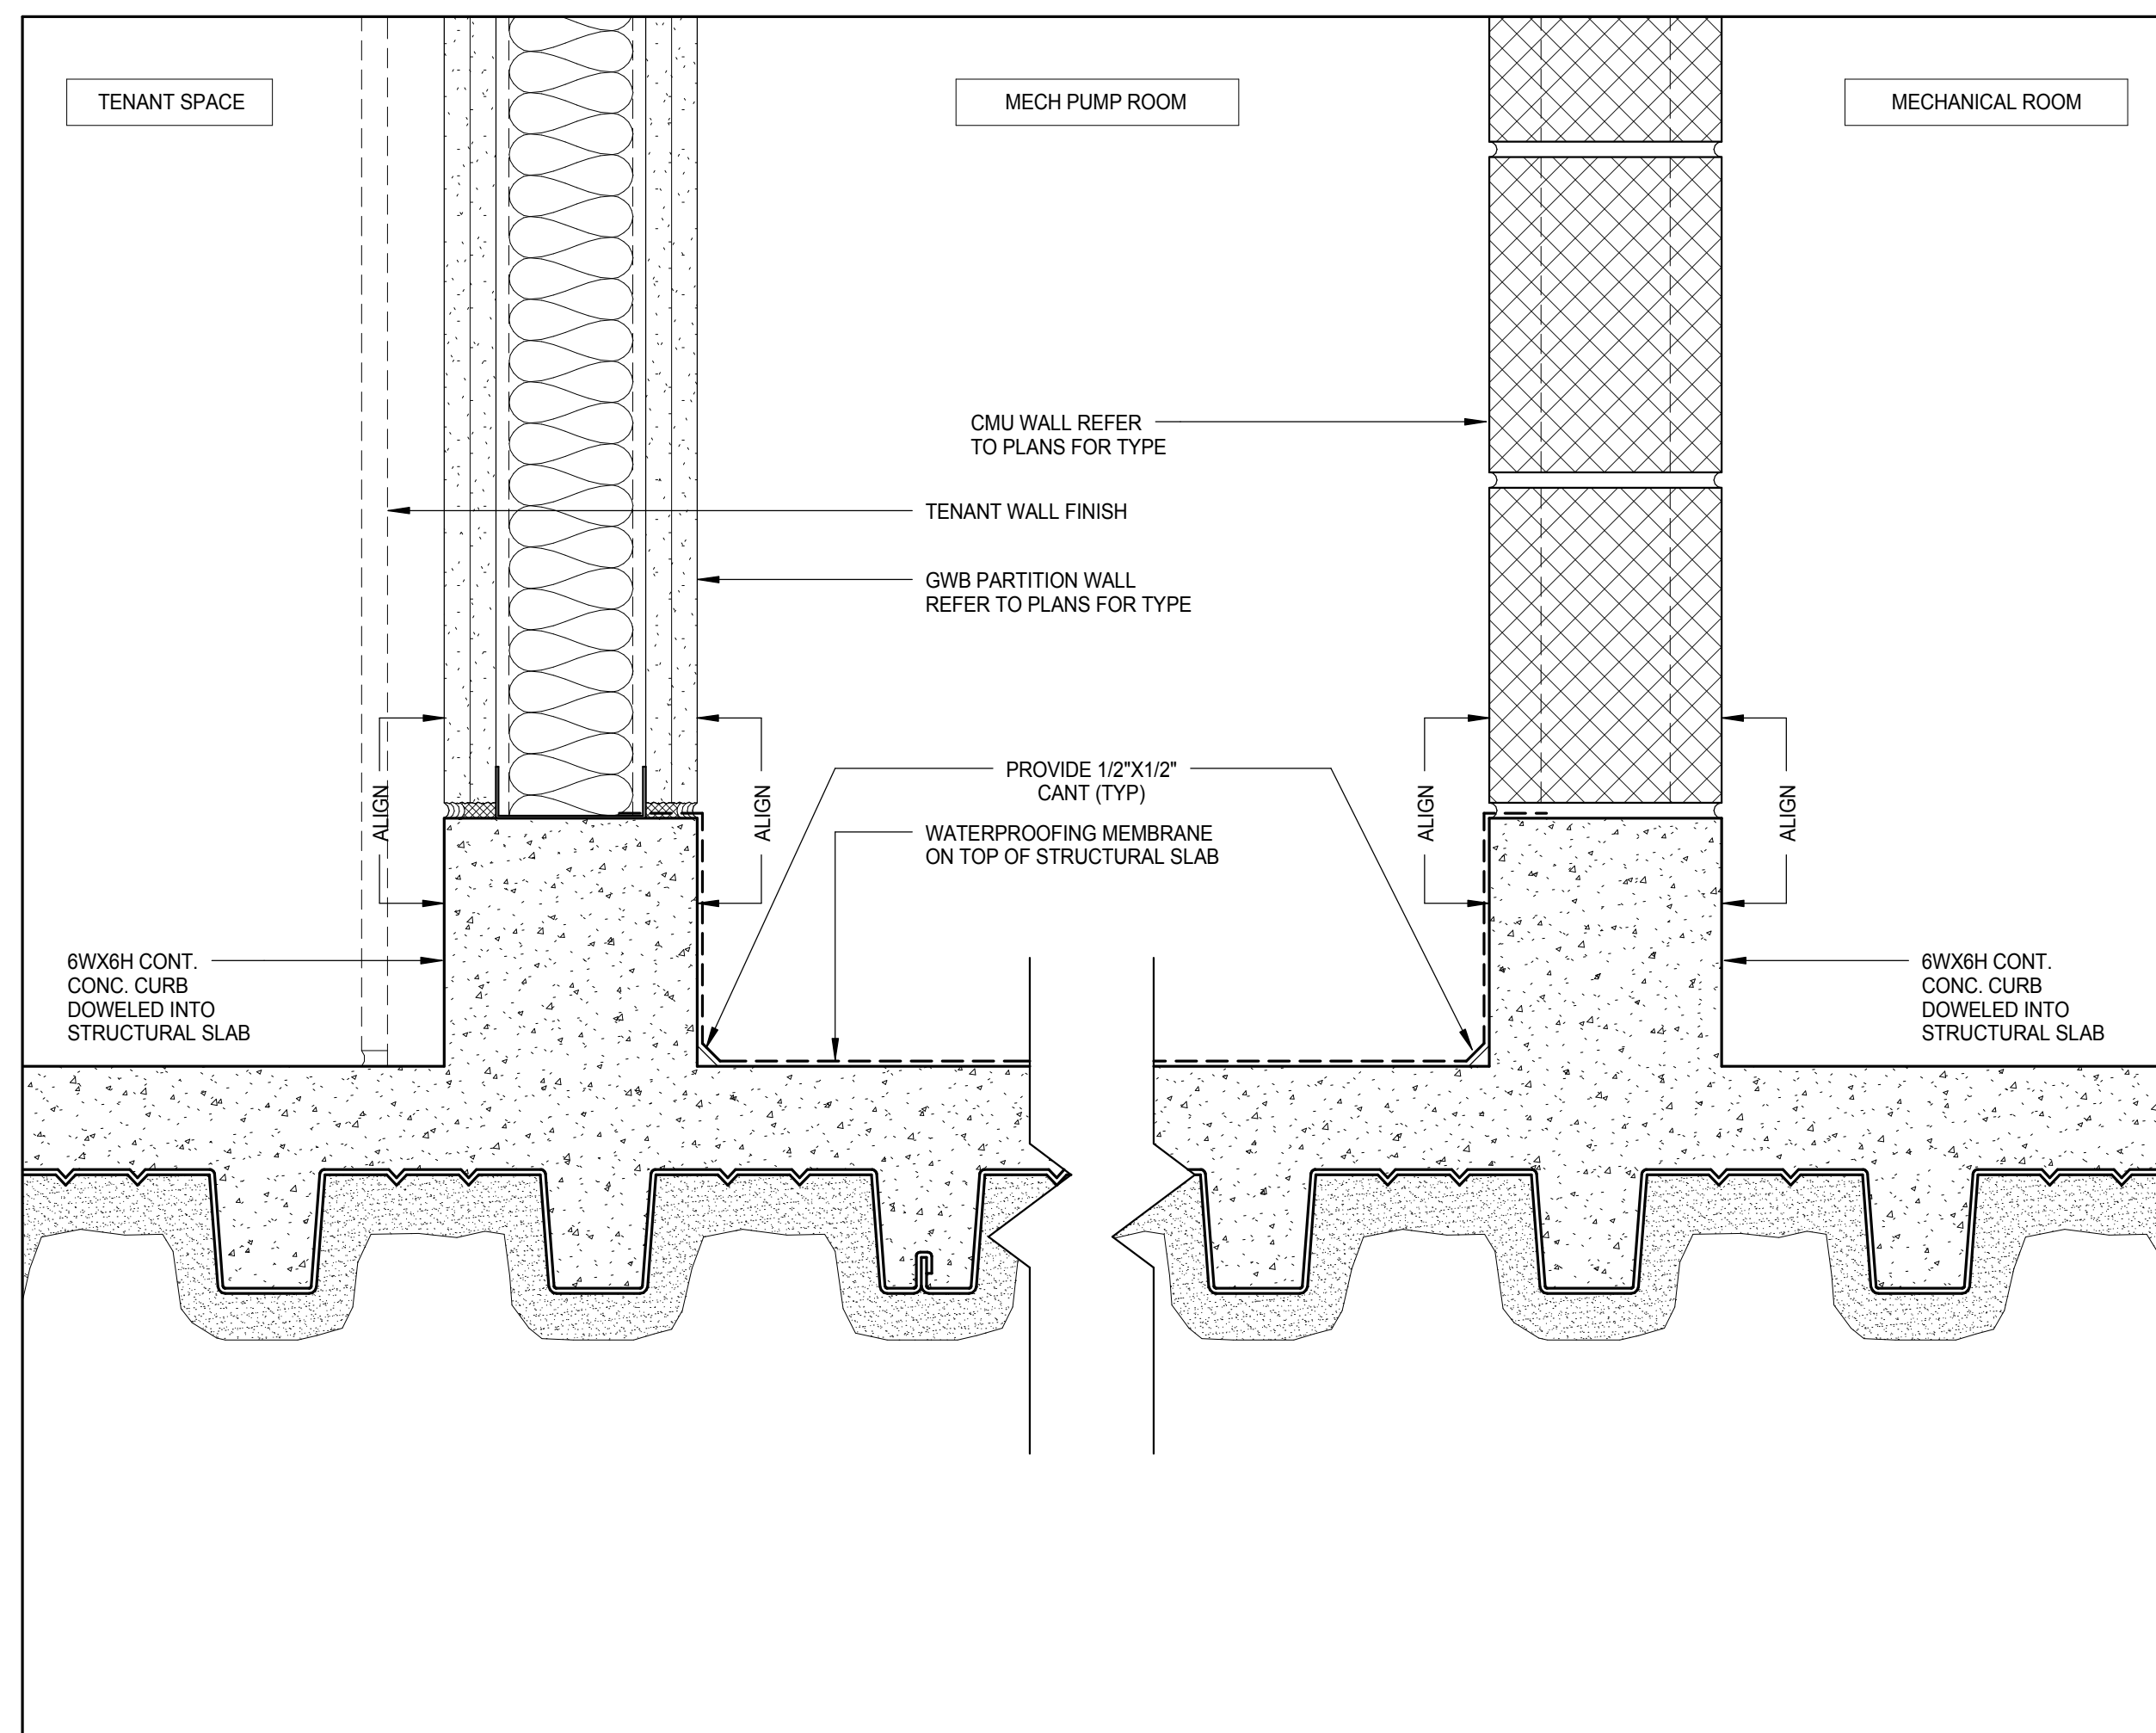 TENANT SPACE
MECH PUMP ROOM
MECHANICAL ROOM
CMU WALL REFER
TO PLANS FOR TYPE
TENANT WALL FINISH
GWB PARTITION WALL
REFER TO PLANS FOR TYPE
ALIGN
ALIGN
ALIGN
ALIGN
PROVIDE 1/2"X1/2"
CANT (TYP)
WATERPROOFING MEMBRANE
ON TOP OF STRUCTURAL SLAB
6WX6H CONT.
CONC. CURB
DOWELED INTO
STRUCTURAL SLAB
6WX6H CONT.
CONC. CURB
DOWELED INTO
STRUCTURAL SLAB